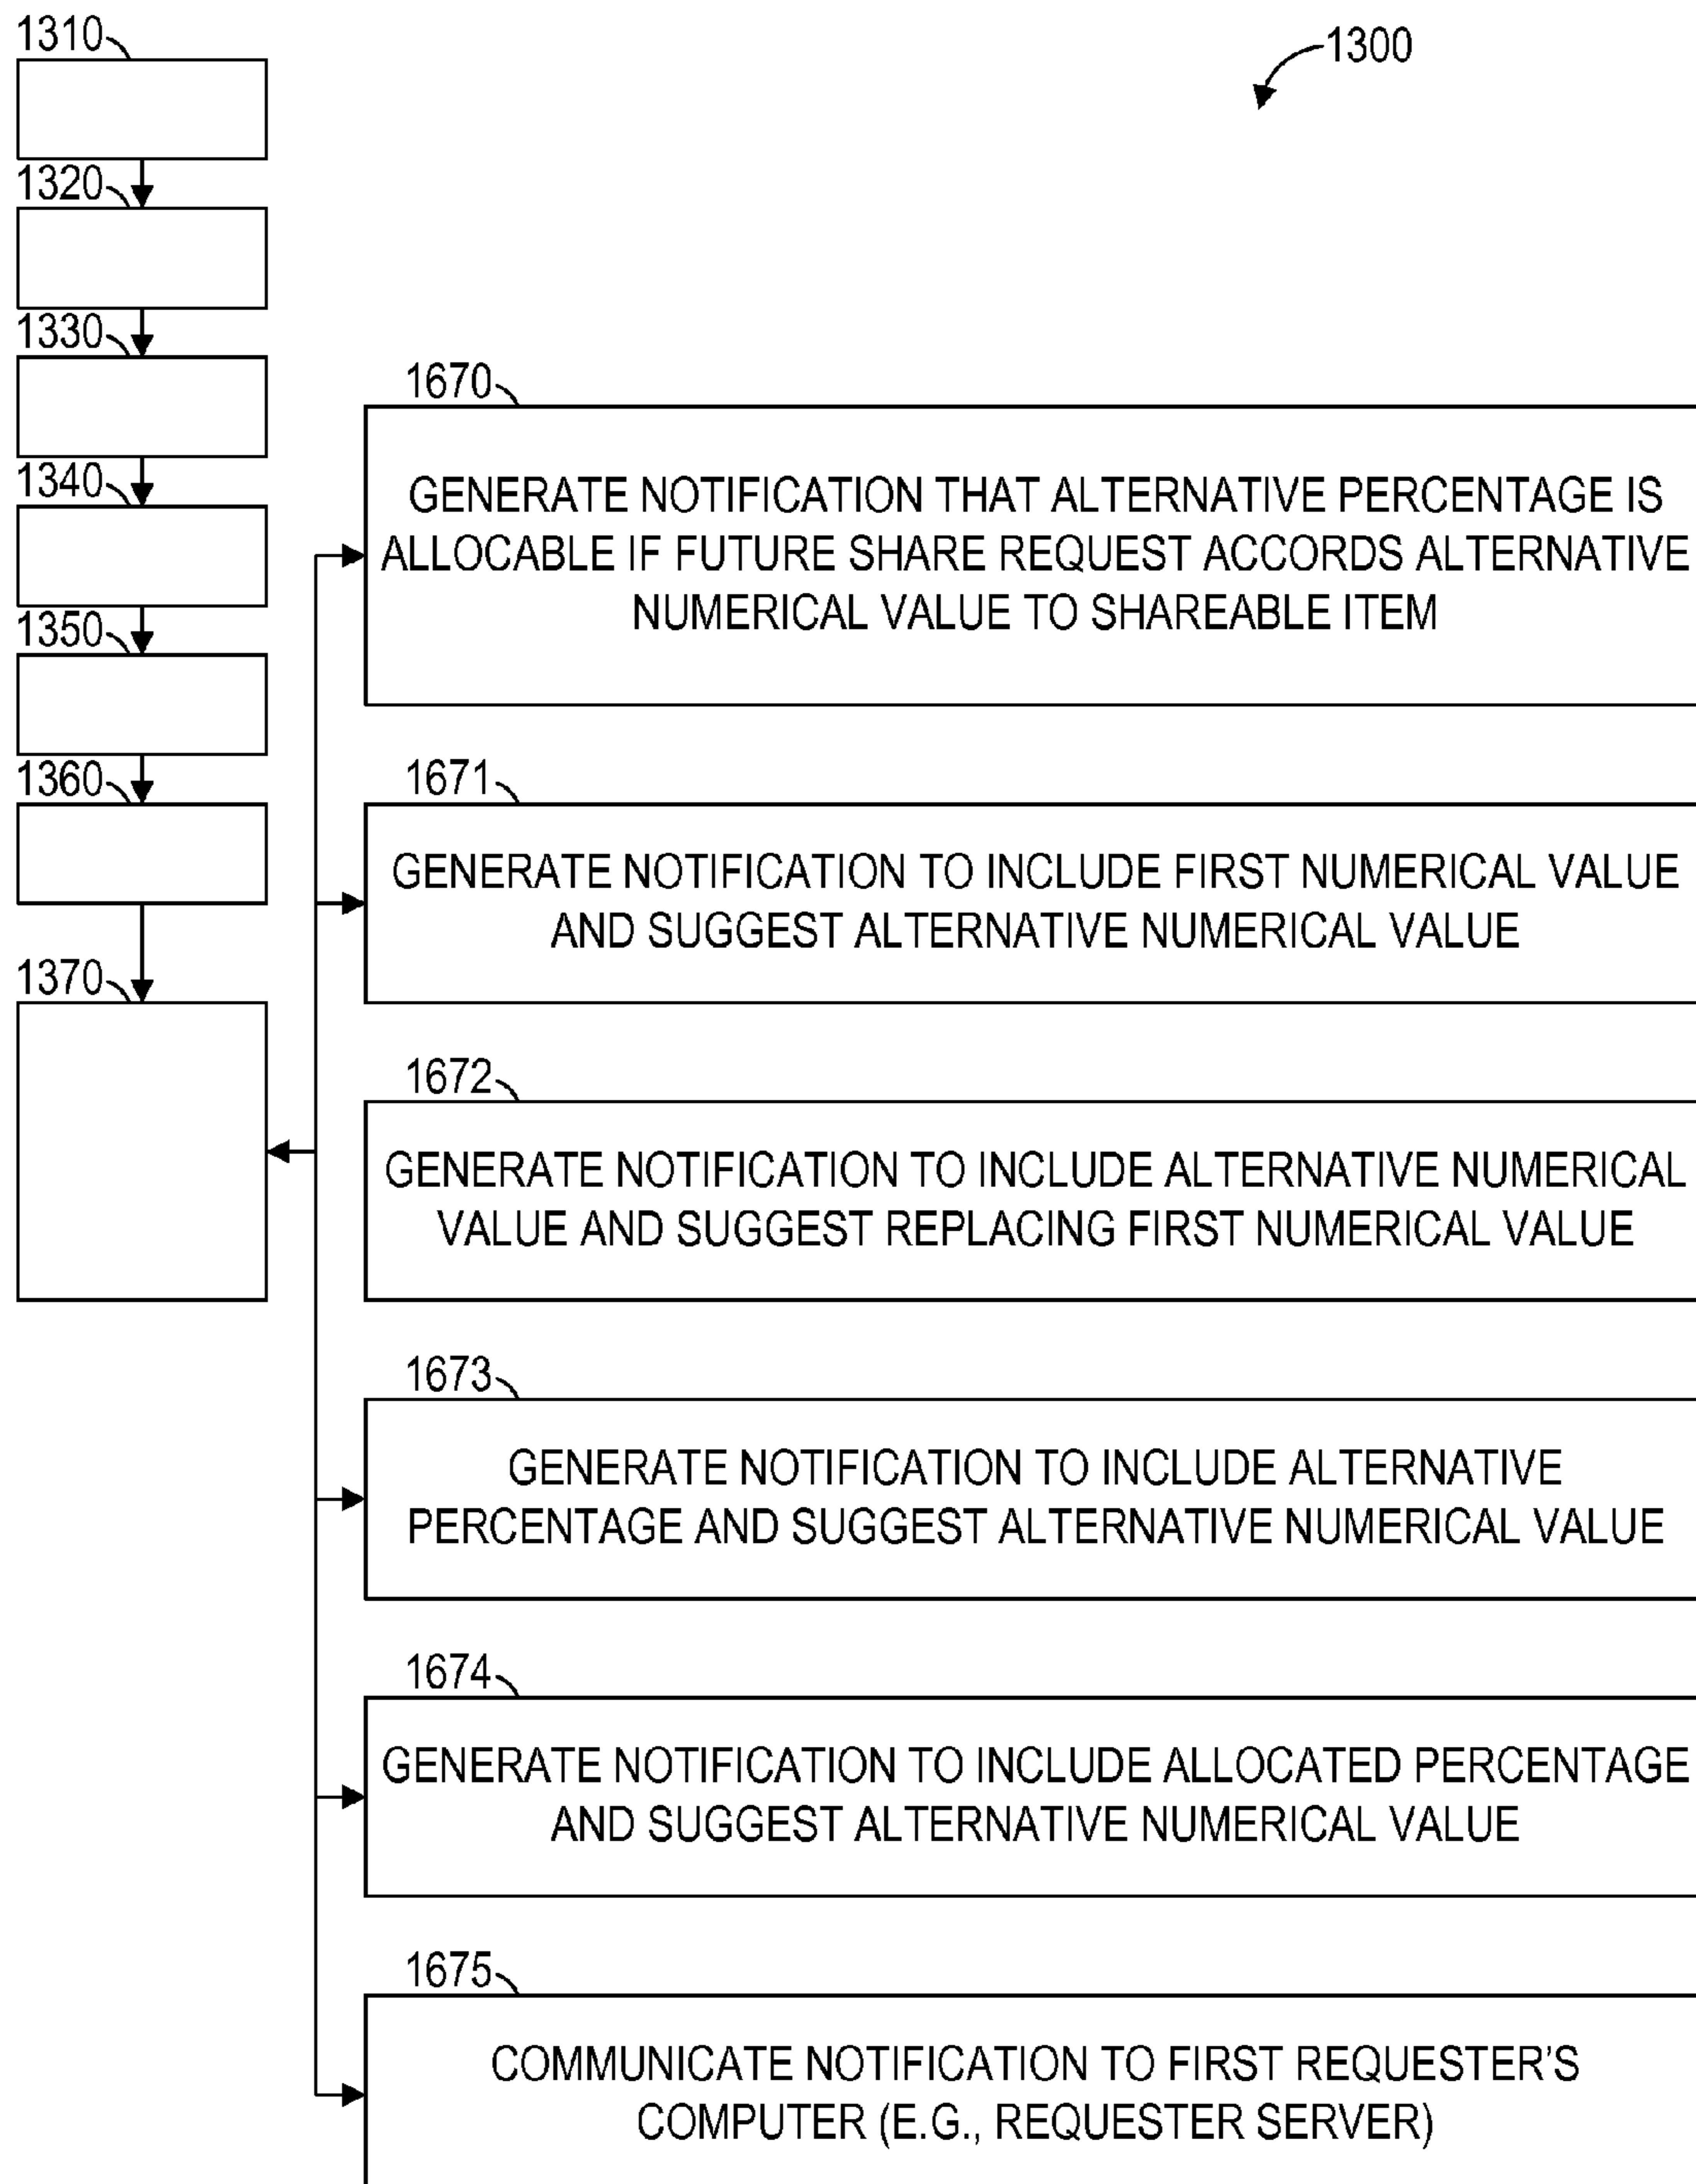 1310
1300
1320
1330
1340
1350
1360
1370
1670
GENERATE NOTIFICATION THAT ALTERNATIVE PERCENTAGE IS
ALLOCABLE IF FUTURE SHARE REQUEST ACCORDS ALTERNATIVE
NUMERICAL VALUE TO SHAREABLE ITEM
1671
GENERATE NOTIFICATION TO INCLUDE FIRST NUMERICAL VALUE
AND SUGGEST ALTERNATIVE NUMERICAL VALUE
1672
GENERATE NOTIFICATION TO INCLUDE ALTERNATIVE NUMERICAL
VALUE AND SUGGEST REPLACING FIRST NUMERICAL VALUE
1673
GENERATE NOTIFICATION TO INCLUDE ALTERNATIVE
PERCENTAGE AND SUGGEST ALTERNATIVE NUMERICAL VALUE
1674
GENERATE NOTIFICATION TO INCLUDE ALLOCATED PERCENTAGE
AND SUGGEST ALTERNATIVE NUMERICAL VALUE
1675
COMMUNICATE NOTIFICATION TO FIRST REQUESTER'S
COMPUTER (E.G., REQUESTER SERVER)